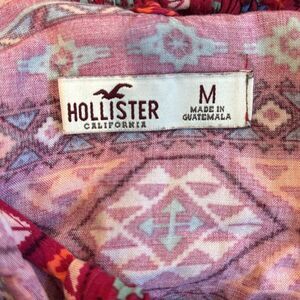 HOLLISTER
CALIFORNIA
M
MADE IN
GUATEMALA